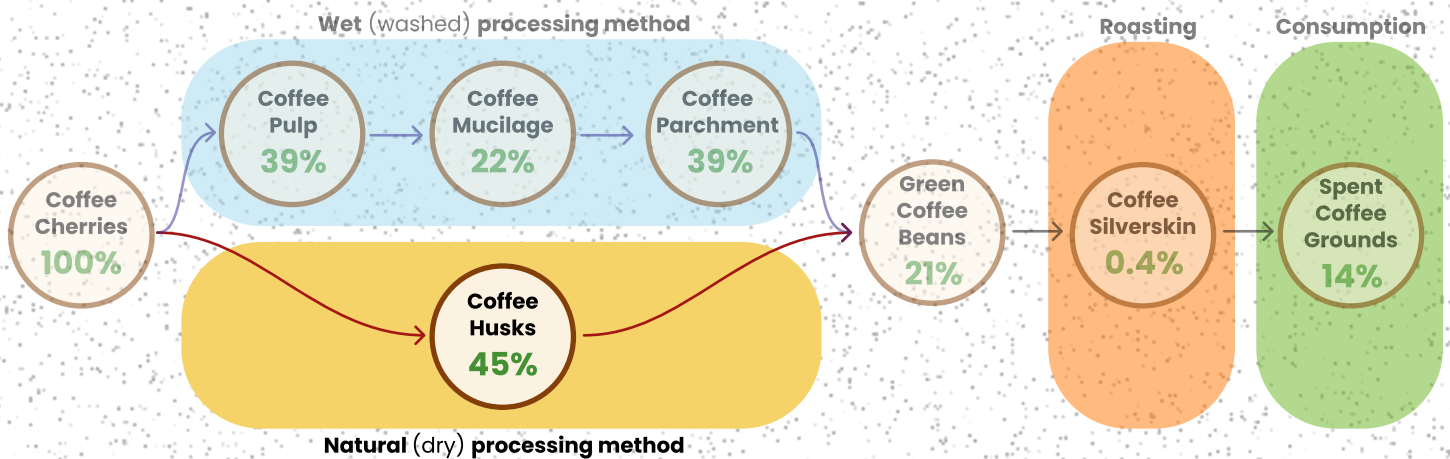 Wet (washed) processing method
Coffee
Pulp
39%
Coffee
Mucilage
22%
Coffee
Parchment
39%
Coffee
Cherries
100%
Coffee
Husks
45%
Natural (dry) processing method
Green
Coffee
Beans
21%
Roasting
Coffee
Silverskin
0.4%
Consumption
Spent
Coffee
Grounds
14%